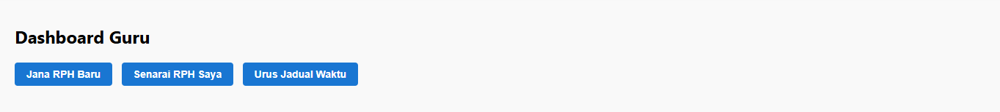 Dashboard Guru
Jana RPH Baru Senarai RPH Saya Urus Jadual Waktu